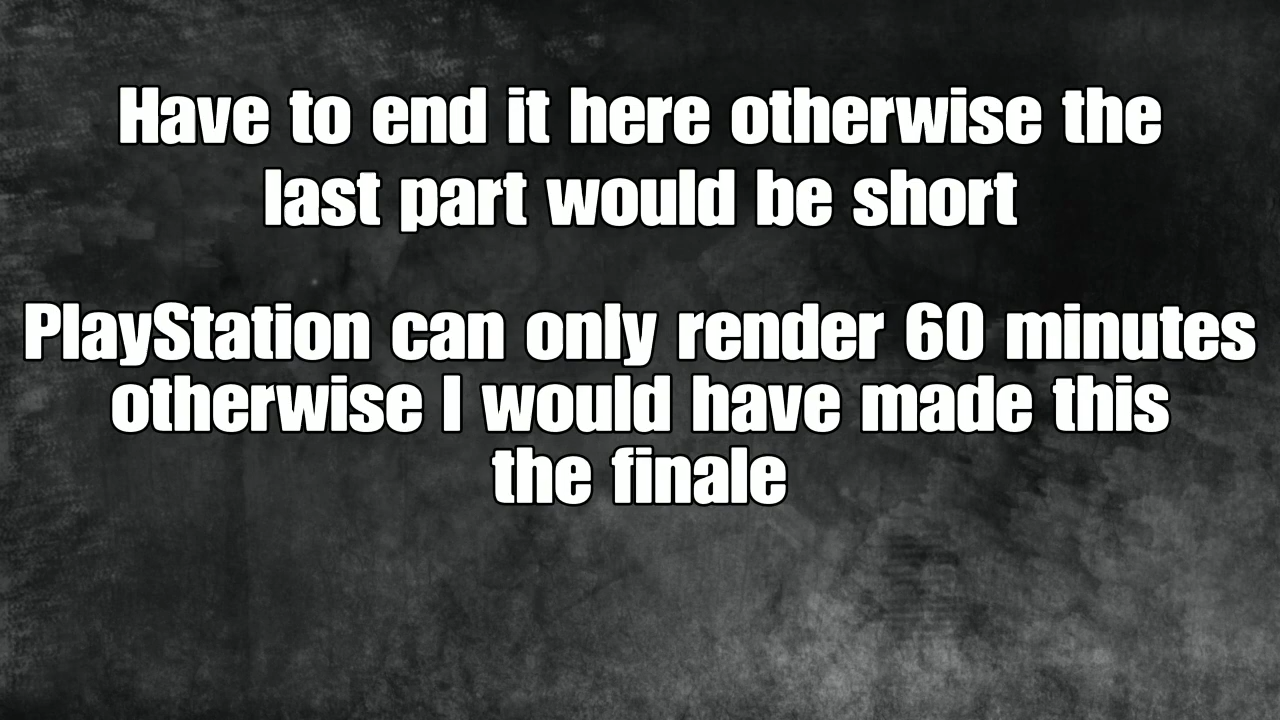 Have to end it here otherwise the
last part would be short
PlayStation can only render 60 minutes
otherwise I would have made this
the finale